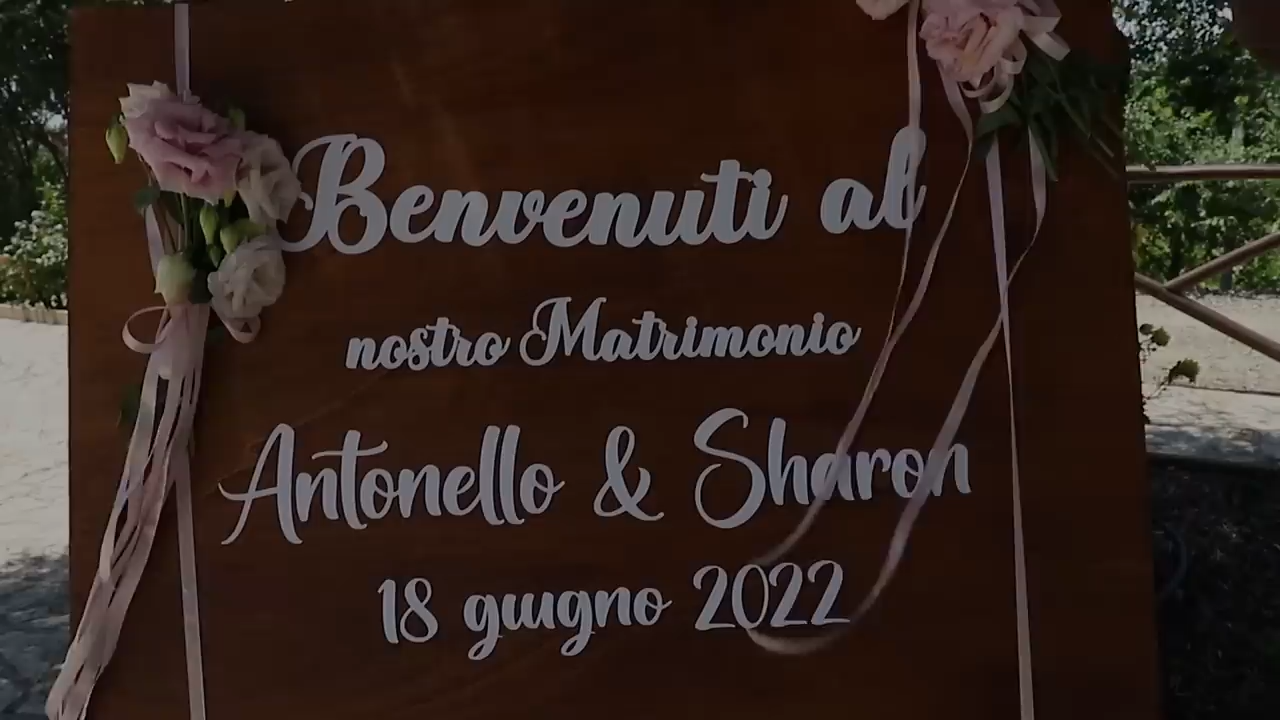 Benvenuti al
nostro Matrimonio
Antonello & Sharon
18 giugno 2022